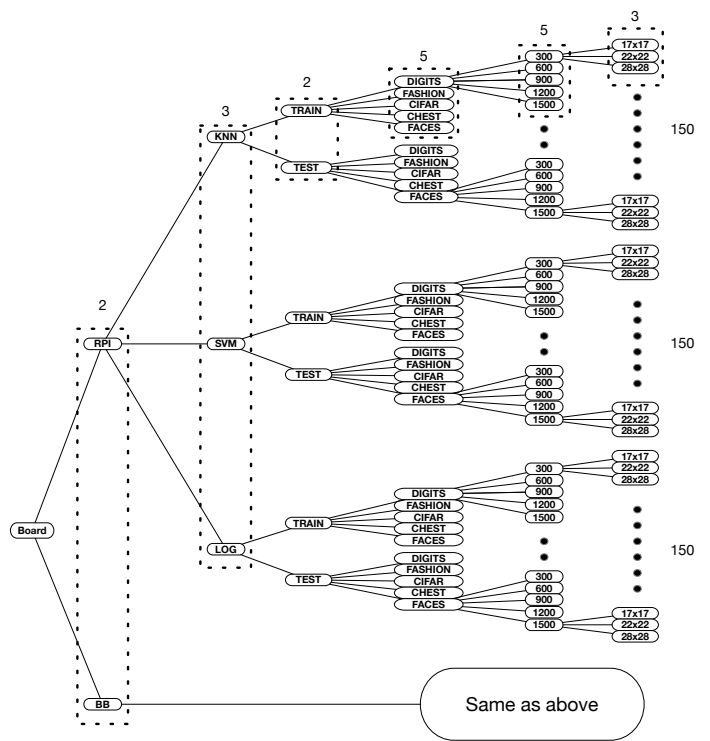 3
17x17
5
300
22x22
600
28x28
5
900
DIGITS
1200
2
FASHION
1500
TRAIN
CIFAR
CHEST
3
FACES
150
KNN
DIGITS
TEST
FASHION
300
CIFAR
600
CHEST
900
FACES
1200
17x17
1500
22x22
28x28
17x17
300
22x22
600
28x28
DIGITS
900
FASHION
1200
2
TRAIN
CIFAR
1500
CHEST
FACES
RPI
SVM
150
DIGITS
FASHION
300
TEST
CIFAR
600
CHEST
900
FACES
1200
17x17
1500
22x22
28x28
17x17
300
22x22
600
28x28
DIGITS
900
FASHION
1200
TRAIN
CIFAR
1500
CHEST
Board
FACES
LOG
150
DIGITS
FASHION
300
TEST
CIFAR
600
CHEST
900
FACES
1200
17x17
1500
22x22
28x28
BB
Same as above